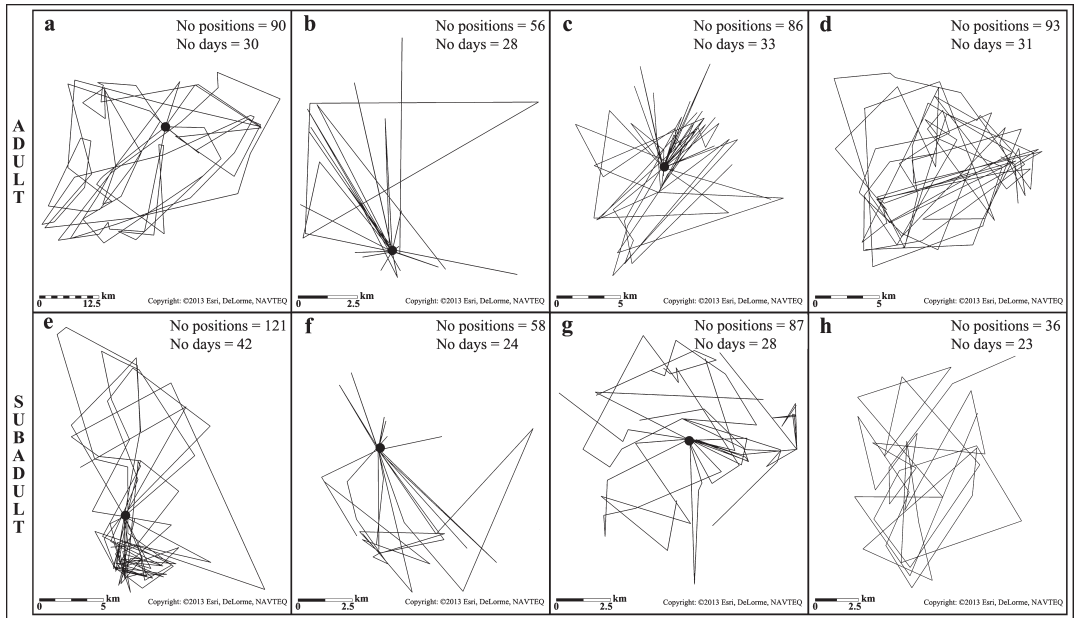 ADULT
a
No positions = 90
No days = 30
km
0 12.5
Copyright: ©2013 Esri, DeLorme, NAVTEQ
b
No positions = 56
No days = 28
km
0 2.5
Copyright: ©2013 Esri, DeLorme, NAVTEQ
c
No positions = 86
No days = 33
km
0 5
Copyright: ©2013 Esri, DeLorme, NAVTEQ
d
No positions = 93
No days = 31
km
0 5
Copyright: ©2013 Esri, DeLorme, NAVTEQ
SUBADULT
e
No positions = 121
No days = 42
km
0 5
Copyright: ©2013 Esri, DeLorme, NAVTEQ
f
No positions = 58
No days = 24
km
0 2.5
Copyright: ©2013 Esri, DeLorme, NAVTEQ
g
No positions = 87
No days = 28
km
0 2.5
Copyright: ©2013 Esri, DeLorme, NAVTEQ
h
No positions = 36
No days = 23
km
0 2.5
Copyright: ©2013 Esri, DeLorme, NAVTEQ